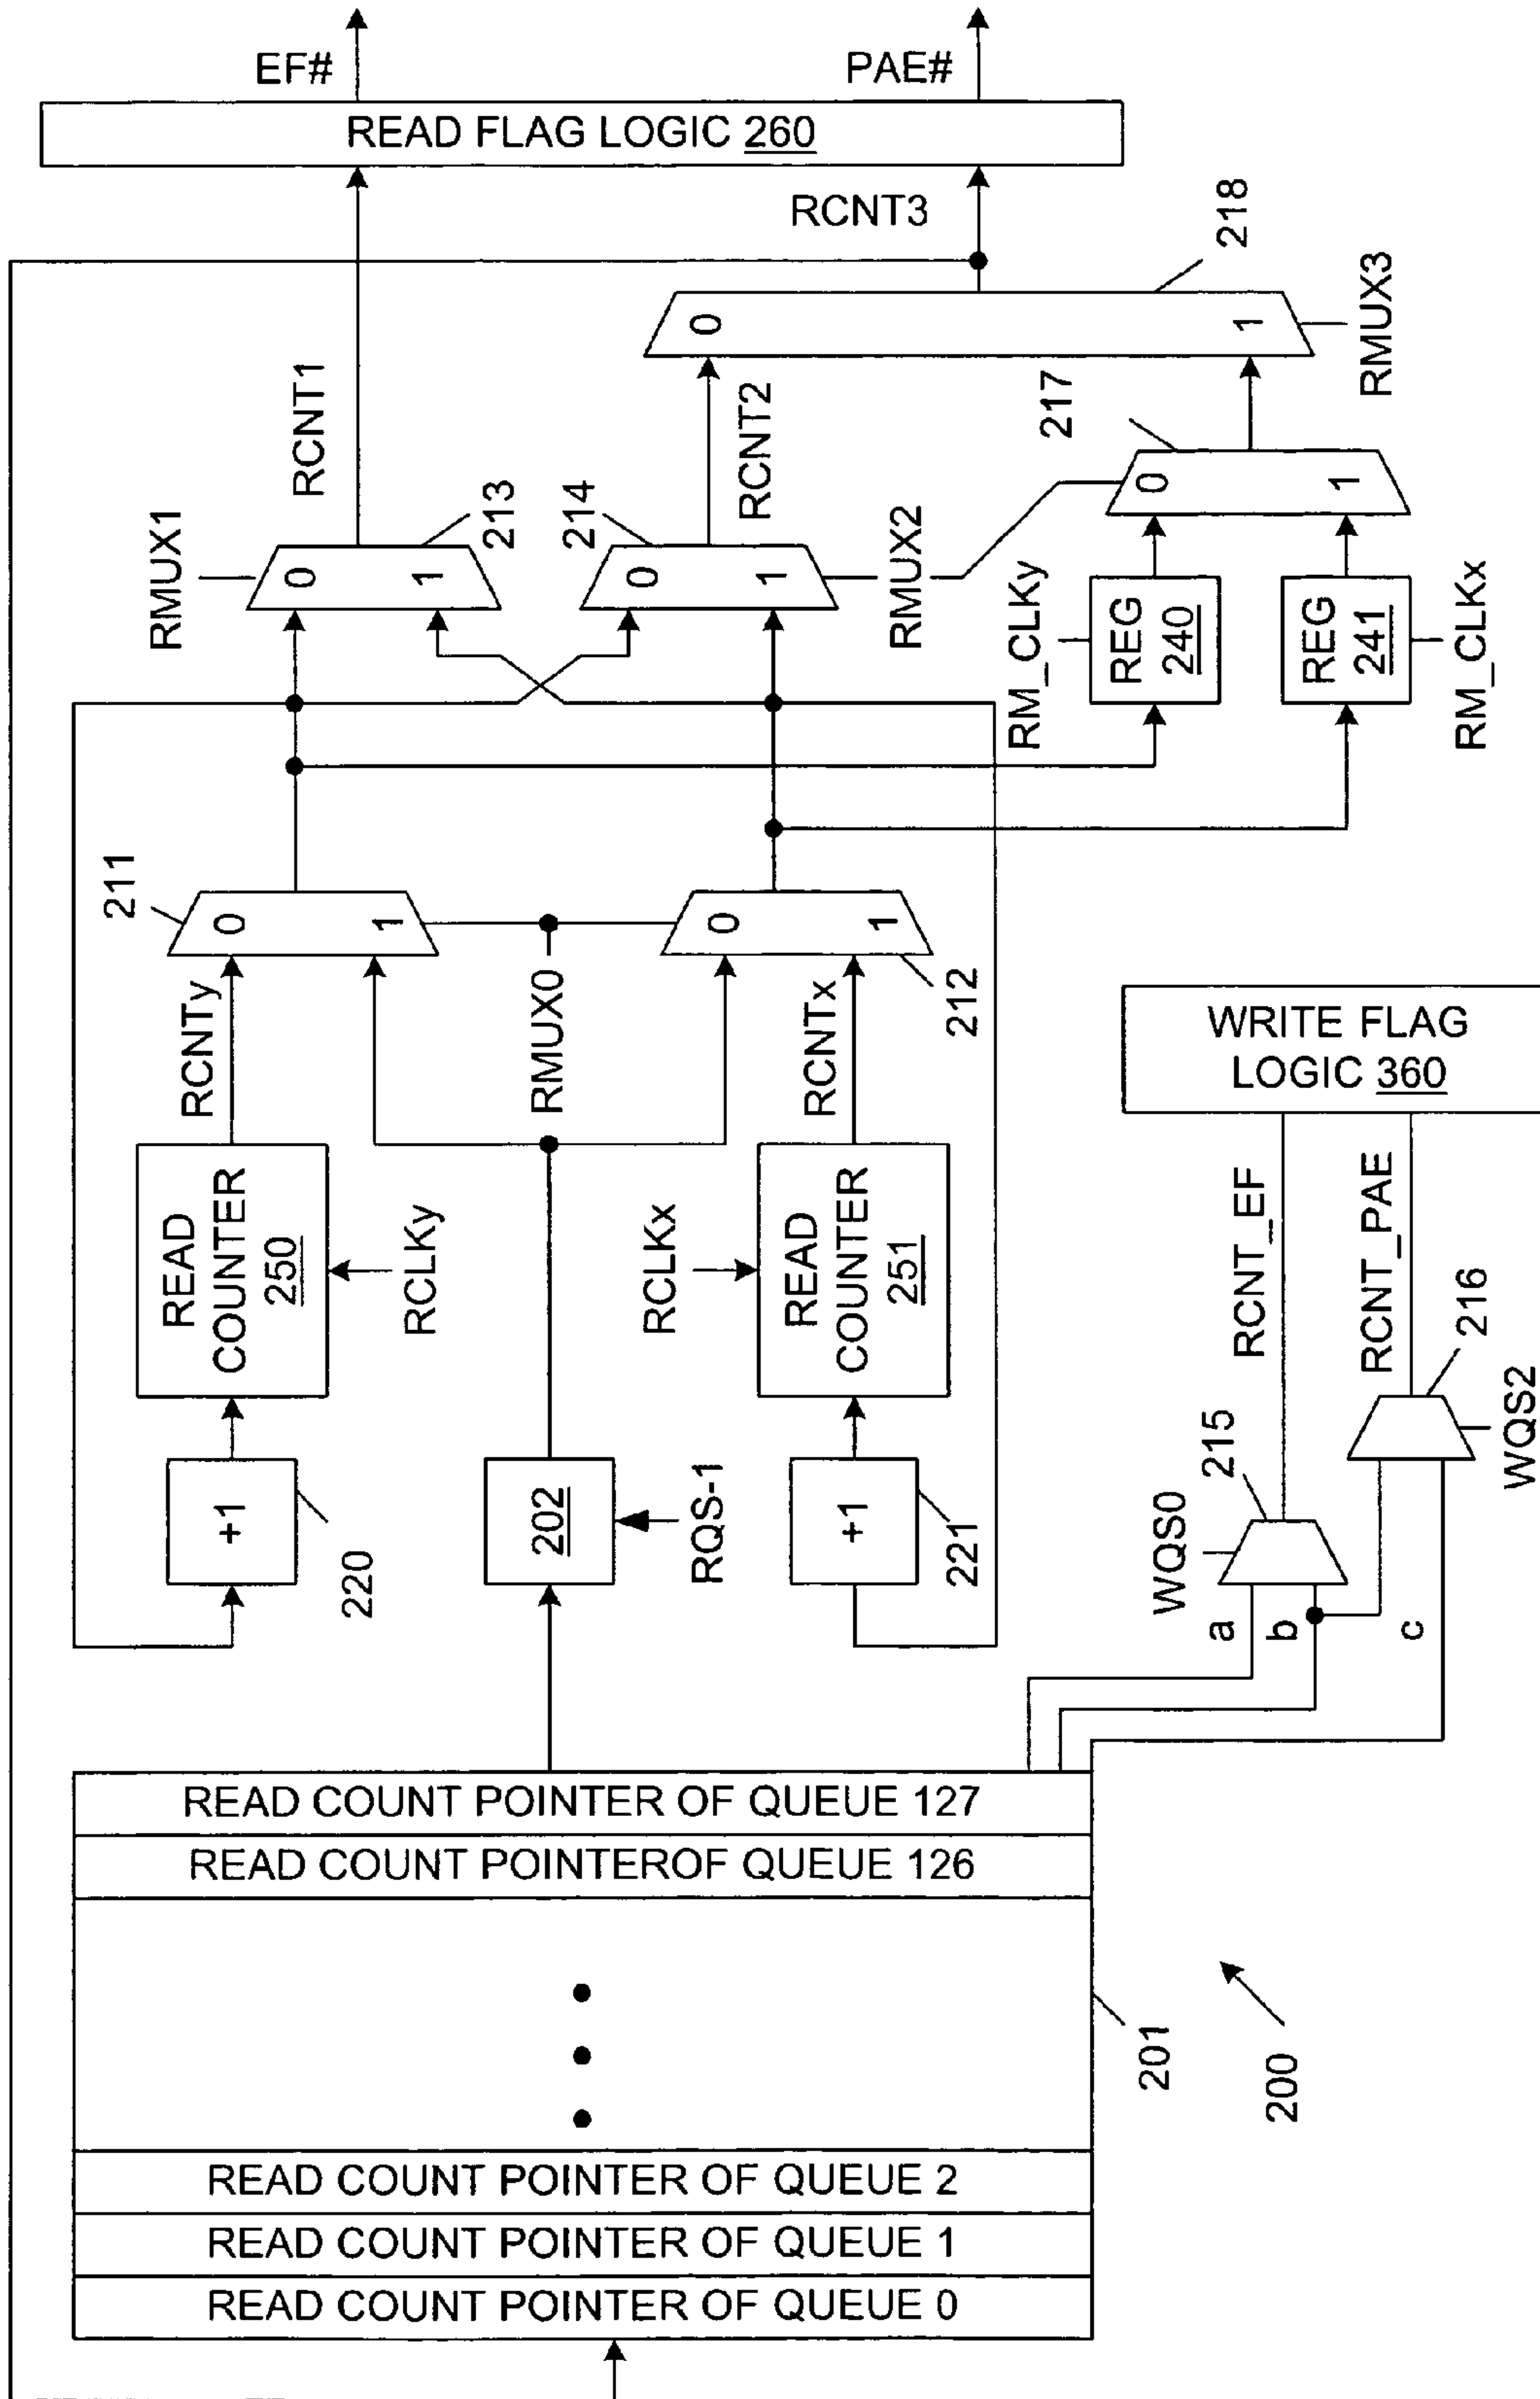 EF#
PAE#
READ FLAG LOGIC 260
RCNT3
218
RCNT1
RMUX3
RCNT2
217
0
1
RMUX1
213
214
0
1
0
1
RMUX2
0
1
RM_CLKy
REG
240
REG
241
RM_CLKx
211
0
1
0
1
212
RCNTy
RMUX0
RCNTx
WRITE FLAG
LOGIC 360
READ
COUNTER
250
RCLKy
RCLKx
READ
COUNTER
251
RCNT_EF
RCNT_PAE
216
+1
220
202
RQS-1
+1
221
215
WQS0
WQS2
a
b
c
READ COUNT POINTER OF QUEUE 127
READ COUNT POINTEROF QUEUE 126
201
200
READ COUNT POINTER OF QUEUE 2
READ COUNT POINTER OF QUEUE 1
READ COUNT POINTER OF QUEUE 0